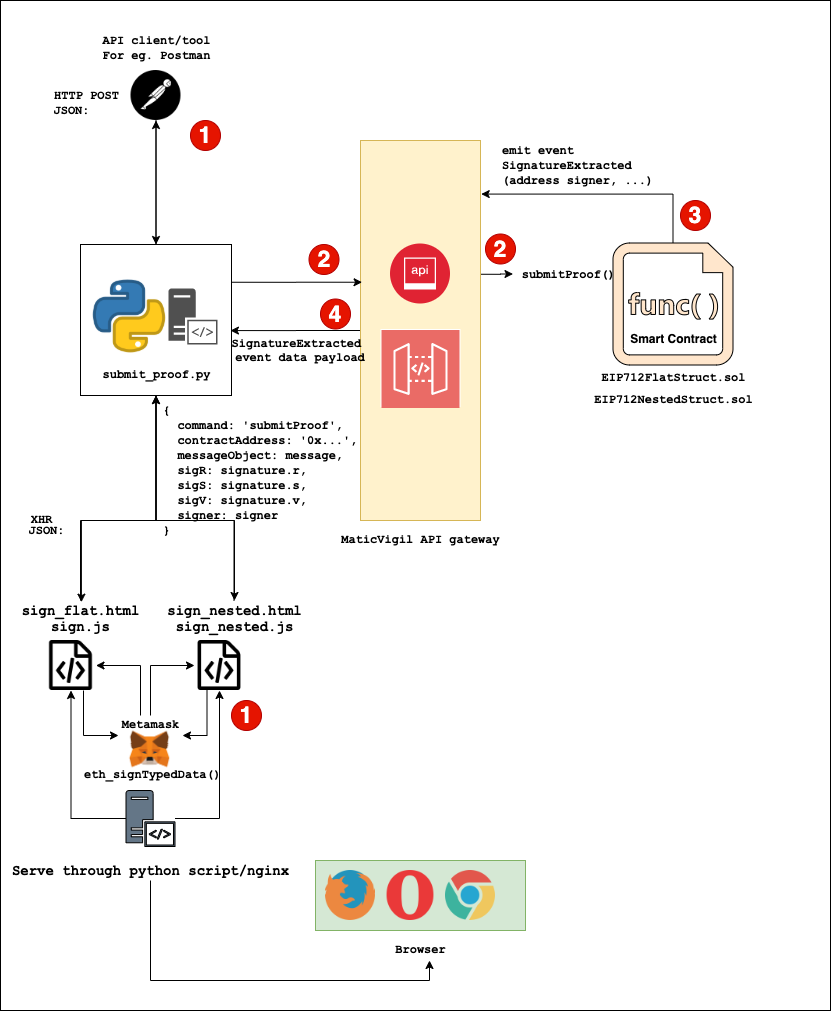 API client/tool
For eg. Postman
HTTP POST
JSON:
1
emit event
SignatureExtracted
(address signer, ...)
3
2
2
api
submitProof()
func( )
Smart Contract
4
SignatureExtracted
event data payload
</>
</>
submit_proof.py
EIP712FlatStruct.sol
EIP712NestedStruct.sol
{
command: 'submitProof',
contractAddress: '0x...',
messageObject: message,
sigR: signature.r,
sigS: signature.s,
sigV: signature.v,
signer: signer
}
XHR
JSON:
MaticVigil API gateway
sign_flat.html
sign.js
sign_nested.html
sign_nested.js
</>
</>
1
Metamask
eth_signTypedData()
</>
Serve through python script/nginx
Browser